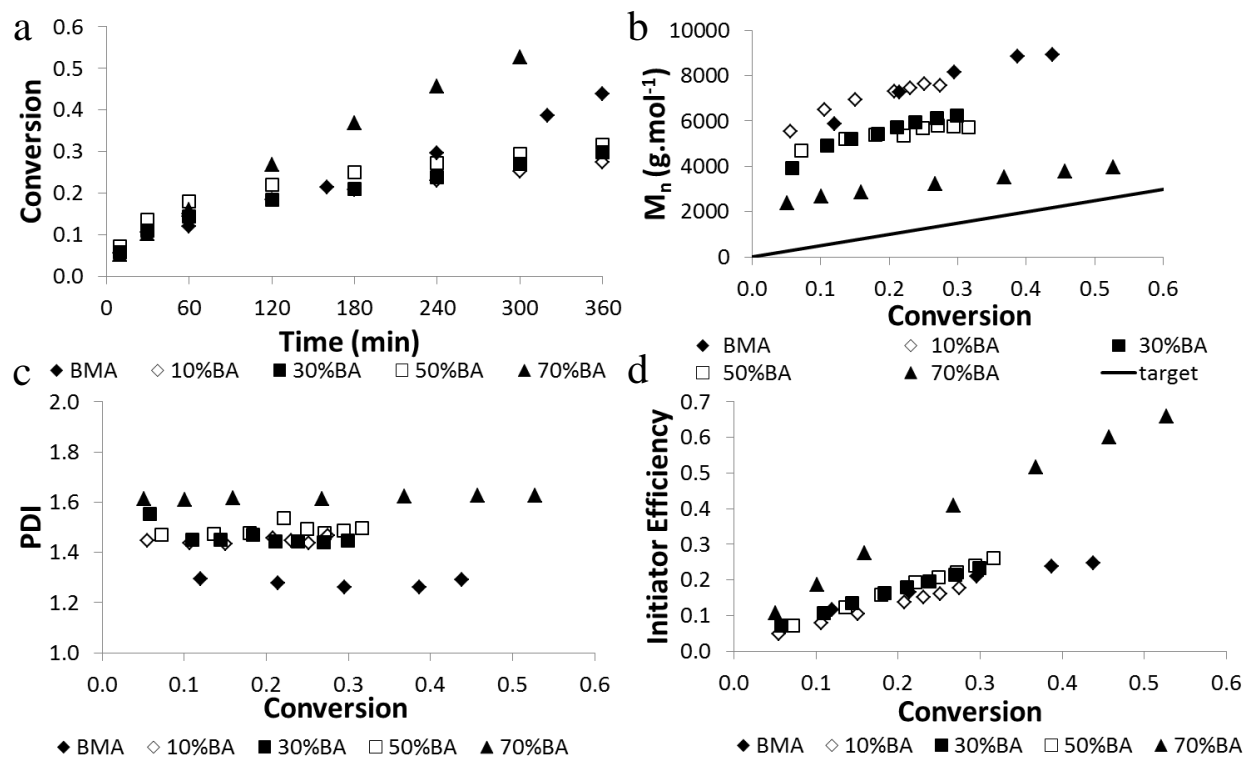 a
0.6
0.5
0.4
0.3
0.2
0.1
0.0
Conversion
0 60 120 180 240 300 360
Time (min)
BMA 10%BA 30%BA 50%BA 70%BA
b
10000
8000
6000
4000
2000
0
Mn (g.mol-1)
0.0 0.1 0.2 0.3 0.4 0.5 0.6
Conversion
BMA 10%BA 30%BA
50%BA 70%BA target
c
2.0
1.8
1.6
1.4
1.2
1.0
PDI
0.0 0.1 0.2 0.3 0.4 0.5 0.6
Conversion
BMA 10%BA 30%BA 50%BA 70%BA
d
0.7
0.6
0.5
0.4
0.3
0.2
0.1
0.0
Initiator Efficiency
0.0 0.1 0.2 0.3 0.4 0.5 0.6
Conversion
BMA 10%BA 30%BA 50%BA 70%BA